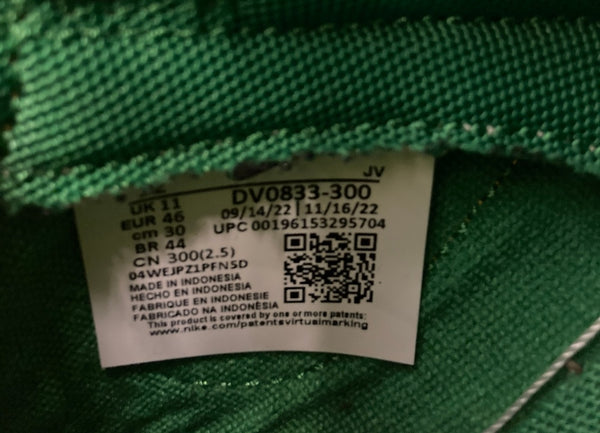 JV
UK 11
EUR 46
cm 30
BR 44
CN 300(2.5)
DV0833-300
09/14/22 | 11/16/22
UPC 00196153295704
04WEJPZ1PFN5D
MADE IN INDONESIA
HECHO EN INDONESIA
FABRIQUE EN INDONESIE
FABRICADO NA INDONÉSIA
This product is covered by one or more patents:
www.nike.com/patentsvirtualmarking